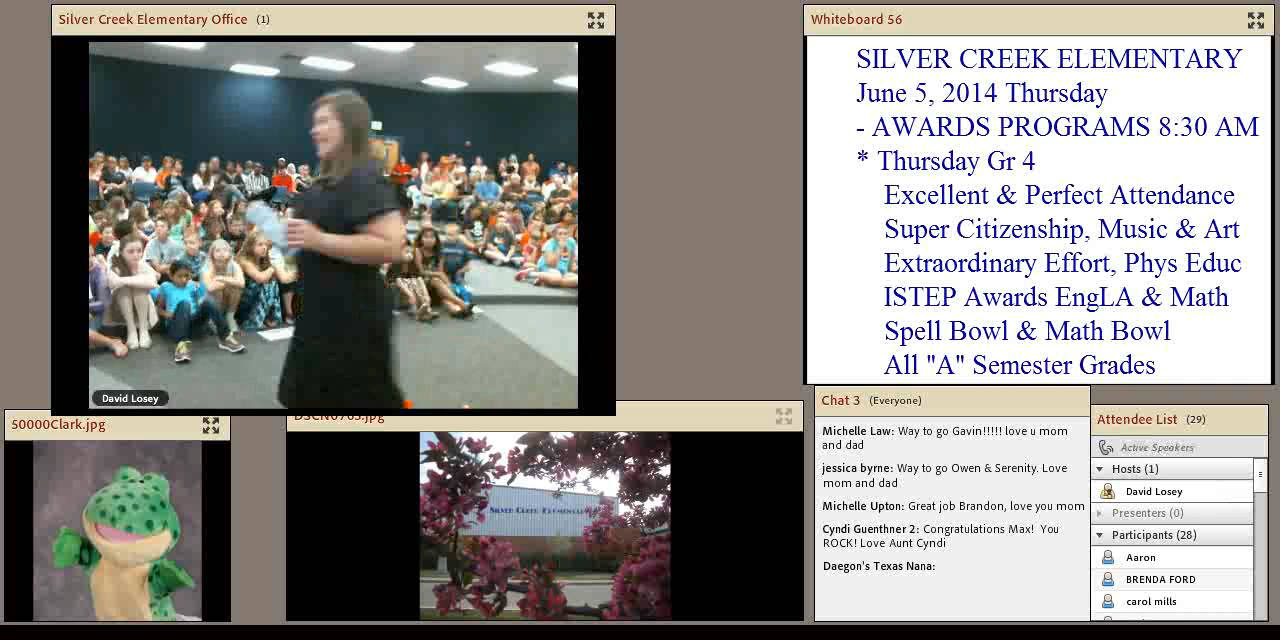 Silver Creek Elementary Office (1)
David Losey
Whiteboard 56
SILVER CREEK ELEMENTARY
June 5, 2014 Thursday
- AWARDS PROGRAMS 8:30 AM
* Thursday Gr 4
Excellent & Perfect Attendance
Super Citizenship, Music & Art
Extraordinary Effort, Phys Educ
ISTEP Awards EngLA & Math
Spell Bowl & Math Bowl
All "A" Semester Grades
50000Clark.jpg
SILVER CREEK ELEMENTARY
Chat 3 (Everyone)
Michelle Law: Way to go Gavin!!!!! love u mom
and dad
jessica byrne: Way to go Owen & Serenity. Love
mom and dad
Michelle Upton: Great job Brandon, love you mom
Cyndi Guenthner 2: Congratulations Max! You
ROCK! Love Aunt Cyndi
Daegon's Texas Nana:
Attendee List (29)
Active Speakers
Hosts (1)
David Losey
Presenters (0)
Participants (28)
Aaron
BRENDA FORD
carol mills